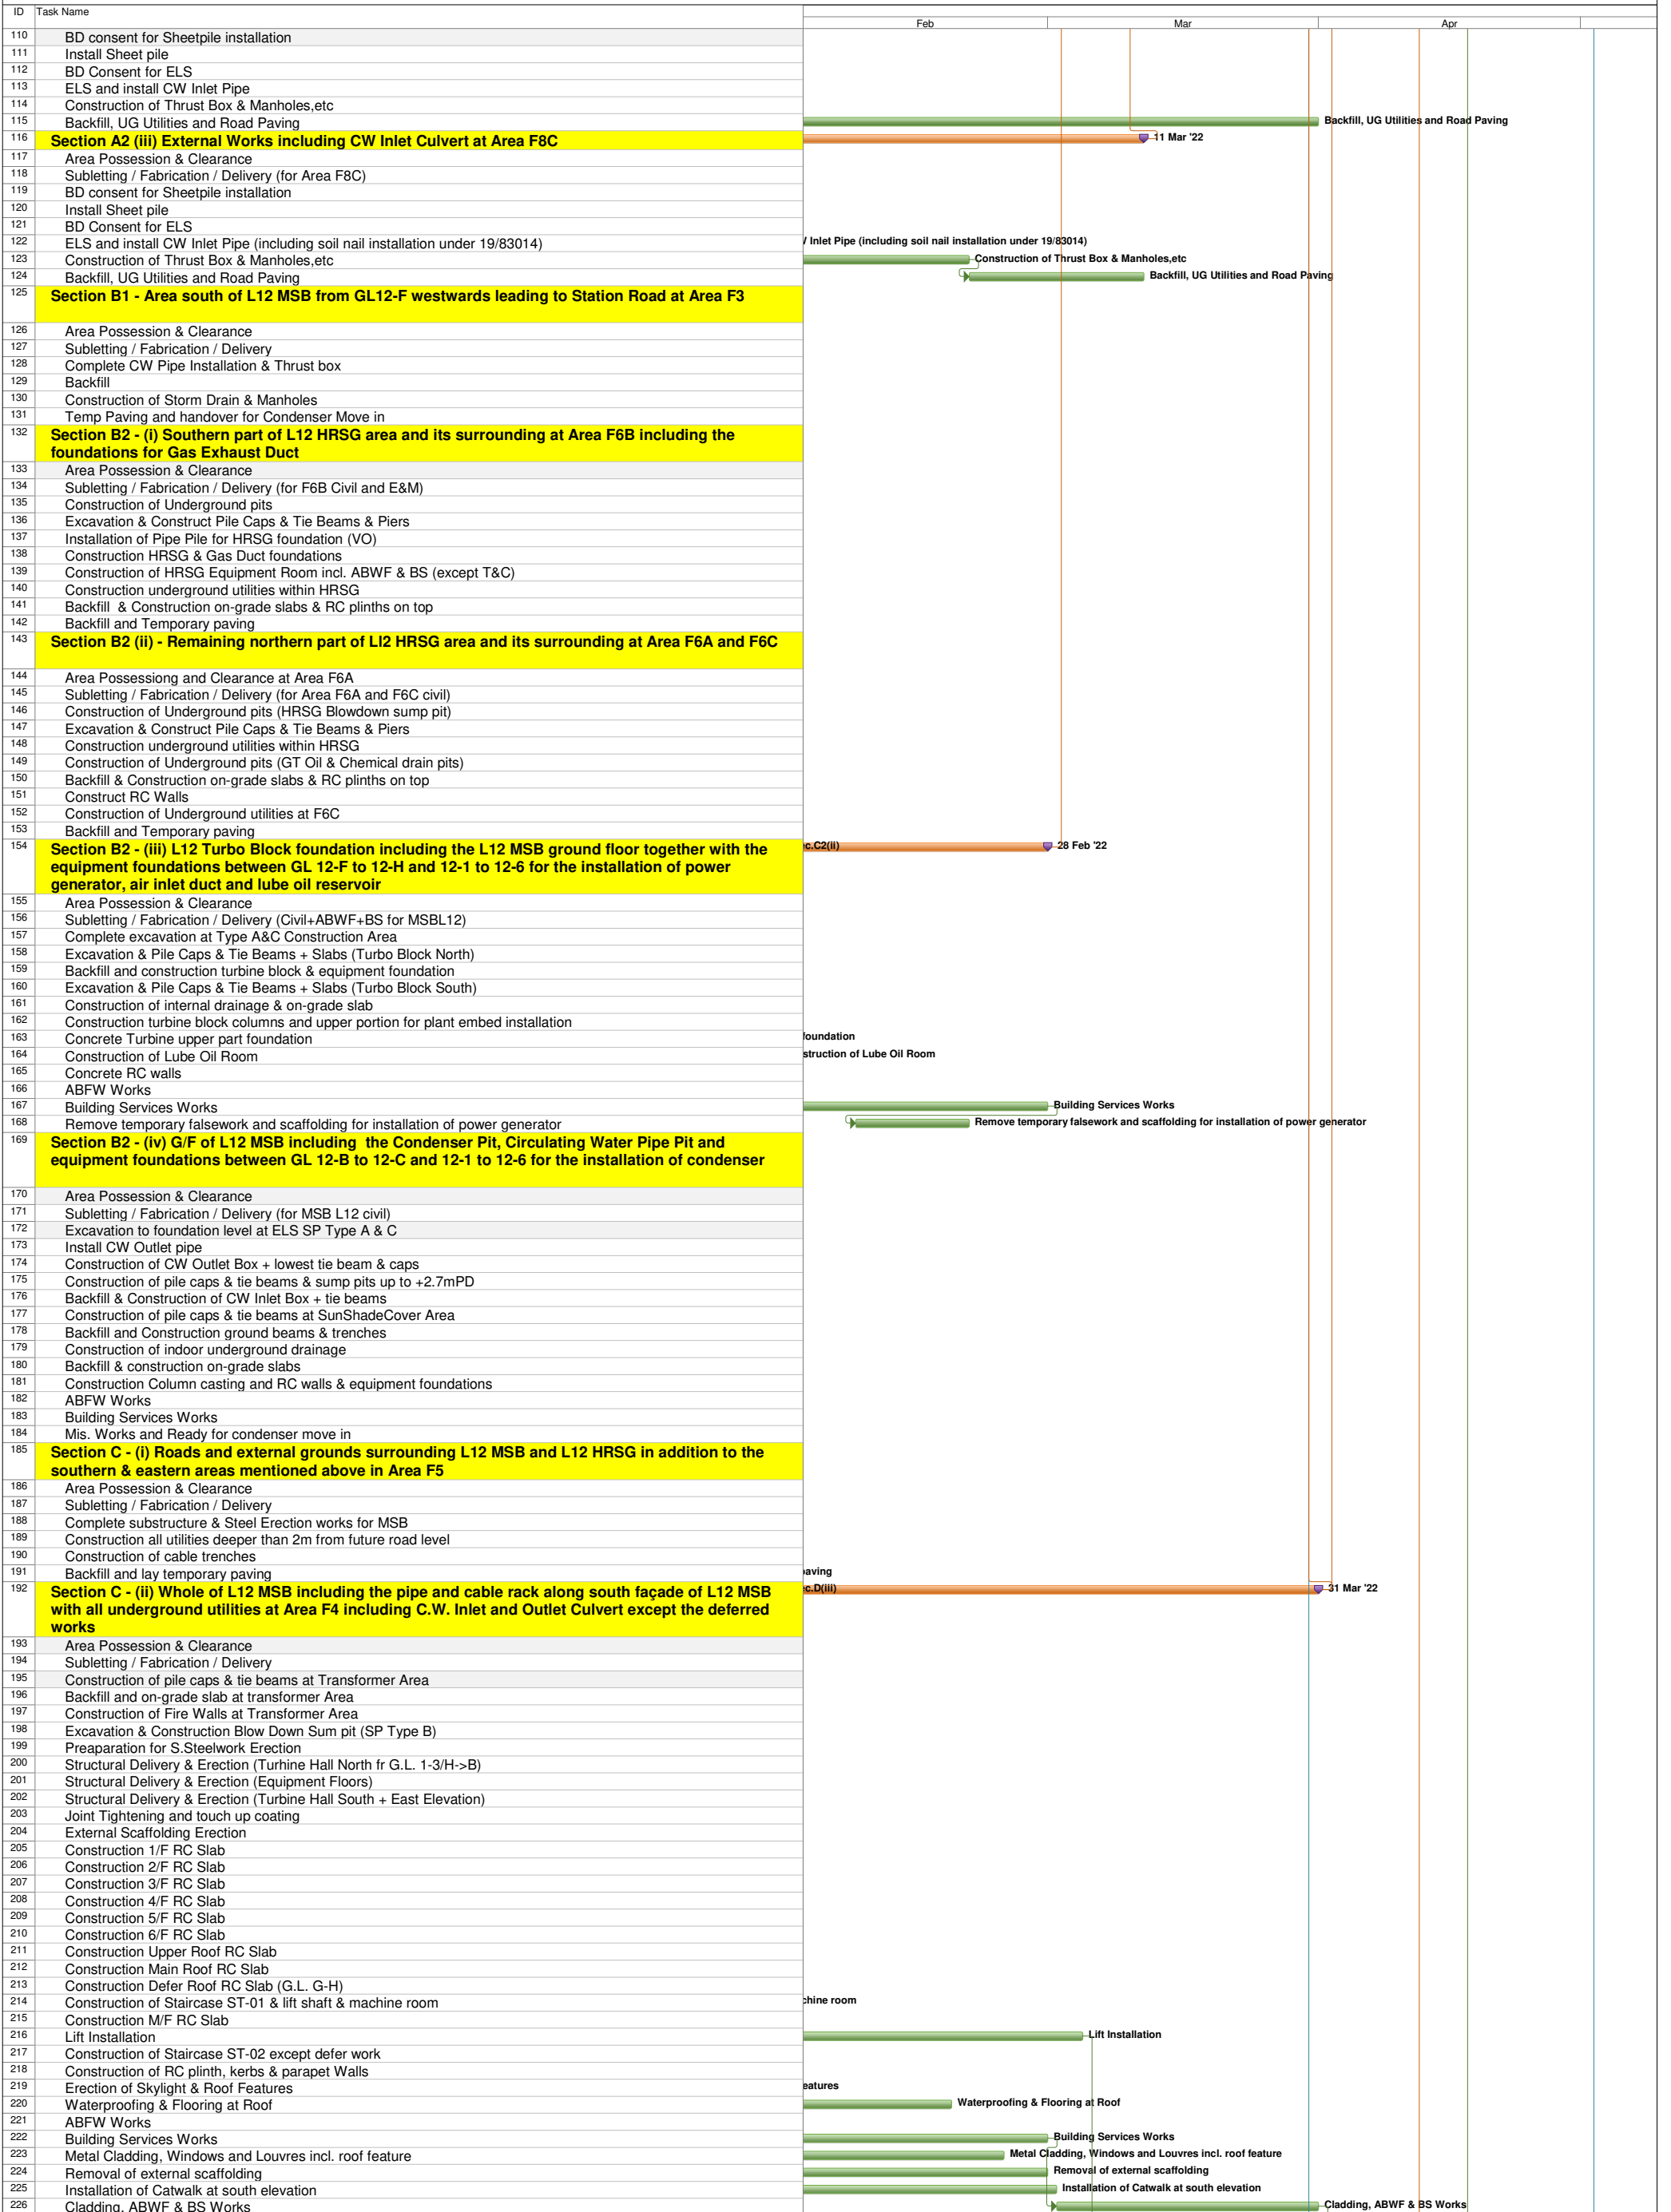 ID Task Name
Feb Mar Apr
110 BD consent for Sheetpile installation
111 Install Sheet pile
112 BD Consent for ELS
113 ELS and install CW Inlet Pipe
114 Construction of Thrust Box & Manholes,etc
115 Backfill, UG Utilities and Road Paving Backfill, UG Utilities and Road Paving
116 Section A2 (iii) External Works including CW Inlet Culvert at Area F8C 11 Mar '22
117 Area Possession & Clearance
118 Subletting / Fabrication / Delivery (for Area F8C)
119 BD consent for Sheetpile installation
120 Install Sheet pile
121 BD Consent for ELS
122 ELS and install CW Inlet Pipe (including soil nail installation under 19/83014) Inlet Pipe (including soil nail installation under 19/83014)
123 Construction of Thrust Box & Manholes,etc Construction of Thrust Box & Manholes,etc
124 Backfill, UG Utilities and Road Paving Backfill, UG Utilities and Road Paving
125 Section B1 - Area south of L12 MSB from GL12-F westwards leading to Station Road at Area F3
126 Area Possession & Clearance
127 Subletting / Fabrication / Delivery
128 Complete CW Pipe Installation & Thrust box
129 Backfill
130 Construction of Storm Drain & Manholes
131 Temp Paving and handover for Condenser Move in
132 Section B2 - (i) Southern part of L12 HRSG area and its surrounding at Area F6B including the
foundations for Gas Exhaust Duct
133 Area Possession & Clearance
134 Subletting / Fabrication / Delivery (for F6B Civil and E&M)
135 Construction of Underground pits
136 Excavation & Construct Pile Caps & Tie Beams & Piers
137 Installation of Pipe Pile for HRSG foundation (VO)
138 Construction HRSG & Gas Duct foundations
139 Construction of HRSG Equipment Room incl. ABWF & BS (except T&C)
140 Construction underground utilities within HRSG
141 Backfill & Construction on-grade slabs & RC plinths on top
142 Backfill and Temporary paving
143 Section B2 (ii) - Remaining northern part of LI2 HRSG area and its surrounding at Area F6A and F6C
144 Area Possessiong and Clearance at Area F6A
145 Subletting / Fabrication / Delivery (for Area F6A and F6C civil)
146 Construction of Underground pits (HRSG Blowdown sump pit)
147 Excavation & Construct Pile Caps & Tie Beams & Piers
148 Construction underground utilities within HRSG
149 Construction of Underground pits (GT Oil & Chemical drain pits)
150 Backfill & Construction on-grade slabs & RC plinths on top
151 Construct RC Walls
152 Construction of Underground utilities at F6C
153 Backfill and Temporary paving
154 Section B2 - (iii) L12 Turbo Block foundation including the L12 MSB ground floor together with the c.C2(ii) 28 Feb '22
equipment foundations between GL 12-F to 12-H and 12-1 to 12-6 for the installation of power
generator, air inlet duct and lube oil reservoir
155 Area Possession & Clearance
156 Subletting / Fabrication / Delivery (Civil+ABWF+BS for MSBL12)
157 Complete excavation at Type A&C Construction Area
158 Excavation & Pile Caps & Tie Beams + Slabs (Turbo Block North)
159 Backfill and construction turbine block & equipment foundation
160 Excavation & Pile Caps & Tie Beams + Slabs (Turbo Block South)
161 Construction of internal drainage & on-grade slab
162 Construction turbine block columns and upper portion for plant embed installation
163 Concrete Turbine upper part foundation foundation
164 Construction of Lube Oil Room struction of Lube Oil Room
165 Concrete RC walls
166 ABFW Works
167 Building Services Works Building Services Works
168 Remove temporary falsework and scaffolding for installation of power generator Remove temporary falsework and scaffolding for installation of power generator
169 Section B2 - (iv) G/F of L12 MSB including the Condenser Pit, Circulating Water Pipe Pit and
equipment foundations between GL 12-B to 12-C and 12-1 to 12-6 for the installation of condenser
170 Area Possession & Clearance
171 Subletting / Fabrication / Delivery (for MSB L12 civil)
172 Excavation to foundation level at ELS SP Type A & C
173 Install CW Outlet pipe
174 Construction of CW Outlet Box + lowest tie beam & caps
175 Construction of pile caps & tie beams & sump pits up to +2.7mPD
176 Backfill & Construction of CW Inlet Box + tie beams
177 Construction of pile caps & tie beams at SunShadeCover Area
178 Backfill and Construction ground beams & trenches
179 Construction of indoor underground drainage
180 Backfill & construction on-grade slabs
181 Construction Column casting and RC walls & equipment foundations
182 ABFW Works
183 Building Services Works
184 Mis. Works and Ready for condenser move in
185 Section C - (i) Roads and external grounds surrounding L12 MSB and L12 HRSG in addition to the
southern & eastern areas mentioned above in Area F5
186 Area Possession & Clearance
187 Subletting / Fabrication / Delivery
188 Complete substructure & Steel Erection works for MSB
189 Construction all utilities deeper than 2m from future road level
190 Construction of cable trenches
191 Backfill and lay temporary paving paving
192 Section C - (ii) Whole of L12 MSB including the pipe and cable rack along south façade of L12 MSB c.D(iii) 31 Mar '22
with all underground utilities at Area F4 including C.W. Inlet and Outlet Culvert except the deferred
works
193 Area Possession & Clearance
194 Subletting / Fabrication / Delivery
195 Construction of pile caps & tie beams at Transformer Area
196 Backfill and on-grade slab at transformer Area
197 Construction of Fire Walls at Transformer Area
198 Excavation & Construction Blow Down Sum pit (SP Type B)
199 Preaparation for S.Steelwork Erection
200 Structural Delivery & Erection (Turhine Hall North fr G.L. 1-3/H->B)
201 Structural Delivery & Erection (Equipment Floors)
202 Structural Delivery & Erection (Turbine Hall South + East Elevation)
203 Joint Tightening and touch up coating
204 External Scaffolding Erection
205 Construction 1/F RC Slab
206 Construction 2/F RC Slab
207 Construction 3/F RC Slab
208 Construction 4/F RC Slab
209 Construction 5/F RC Slab
210 Construction 6/F RC Slab
211 Construction Upper Roof RC Slab
212 Construction Main Roof RC Slab
213 Construction Defer Roof RC Slab (G.L. G-H)
214 Construction of Staircase ST-01 & lift shaft & machine room chine room
215 Construction M/F RC Slab
216 Lift Installation Lift Installation
217 Construction of Staircase ST-02 except defer work
218 Construction of RC plinth, kerbs & parapet Walls
219 Erection of Skylight & Roof Features eatures
220 Waterproofing & Flooring at Roof Waterproofing & Flooring at Roof
221 ABFW Works
222 Building Services Works Building Services Works
223 Metal Cladding, Windows and Louvres incl. roof feature Metal Cladding, Windows and Louvres incl. roof feature
224 Removal of external scaffolding Removal of external scaffolding
225 Installation of Catwalk at south elevation Installation of Catwalk at south elevation
226 Cladding, ABWF & BS Works Cladding, ABWF & BS Works